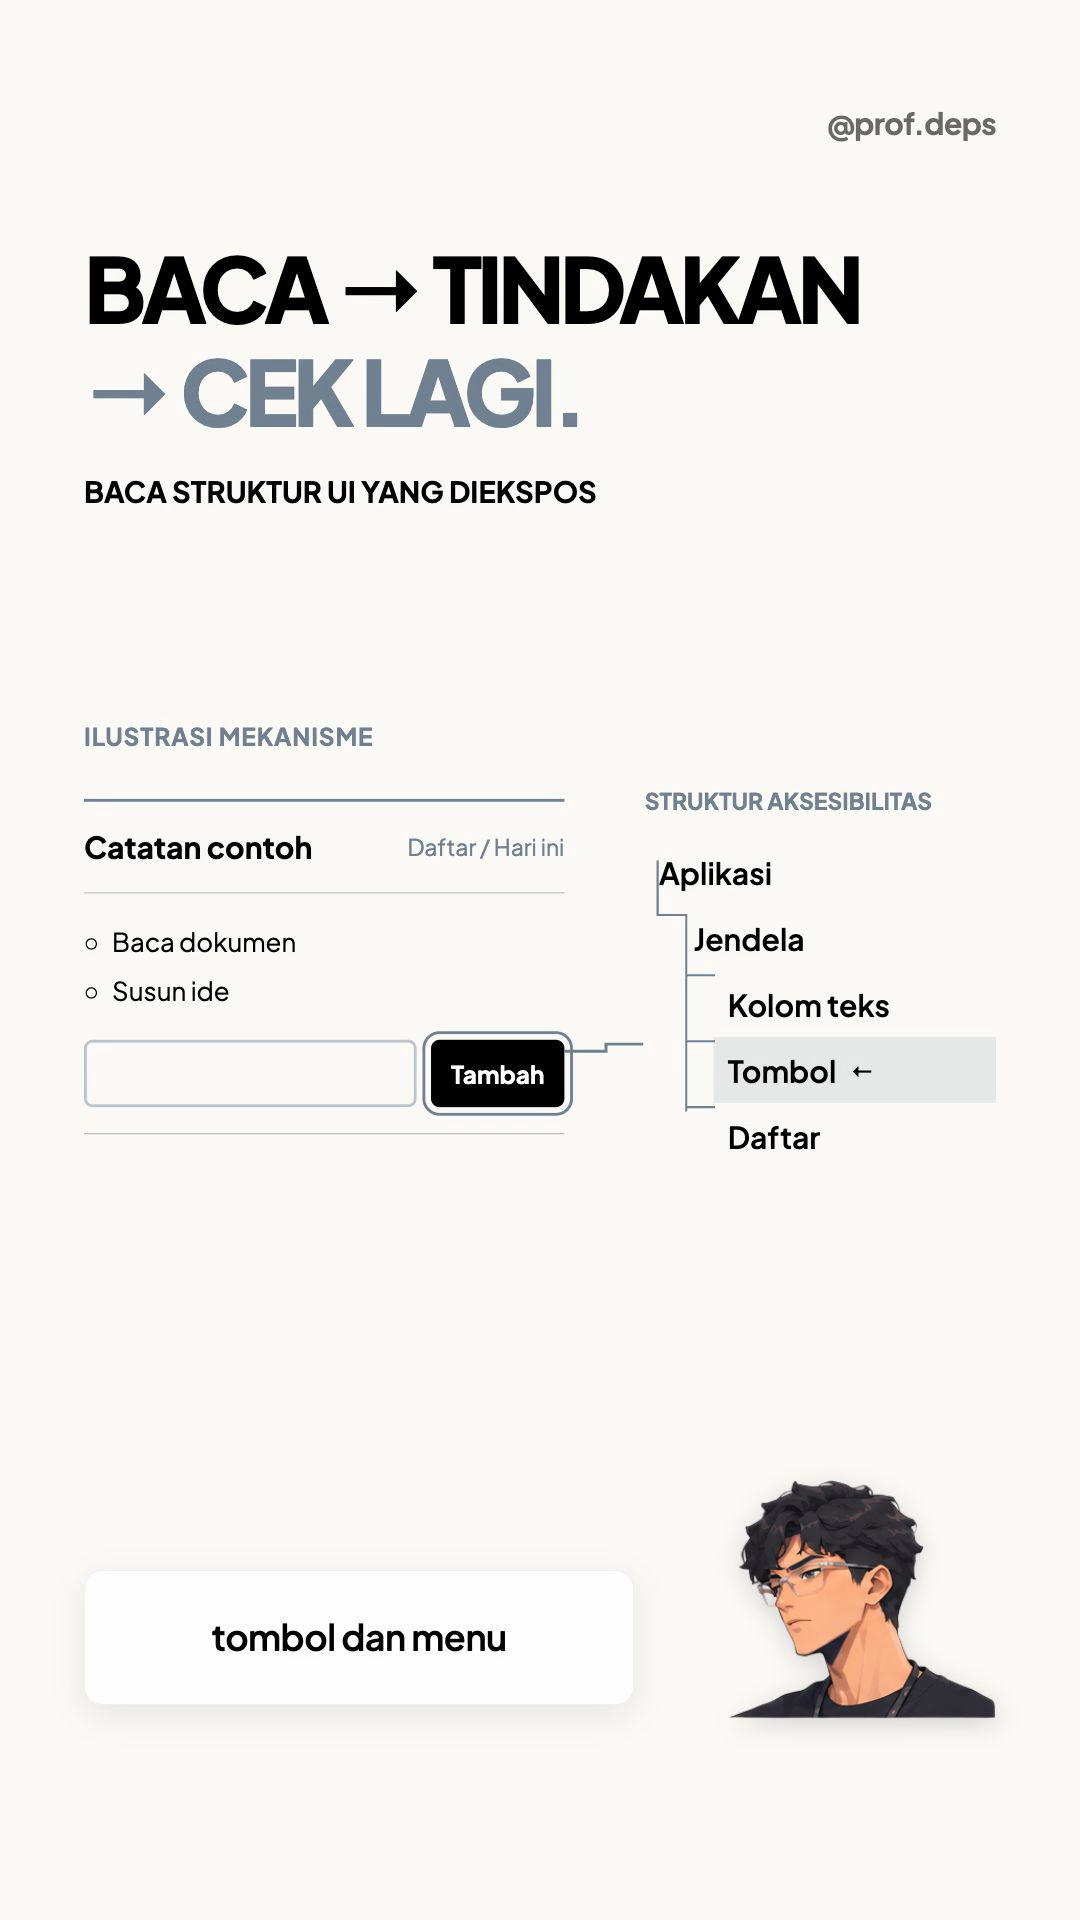 @prof.deps
BACA → TINDAKAN
→ CEK LAGI.
BACA STRUKTUR UI YANG DIEKSPOS
ILUSTRASI MEKANISME
Catatan contoh
Daftar / Hari ini
Baca dokumen
Susun ide
Tambah
STRUKTUR AKSESIBILITAS
Aplikasi
Jendela
Kolom teks
Tombol ←
Daftar
tombol dan menu